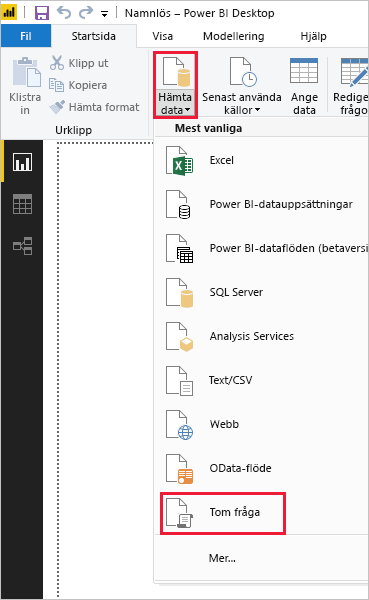 Namnlös – Power BI Desktop
Fil Startsida Visa Modellering Hjälp
Klistra in
Klipp ut
Kopiera
Hämta format
Urklipp
Hämta data
Senast använda källor
Ange data
Redige
frågo
Mest vanliga
Excel
Power BI-datauppsättningar
Power BI-dataflöden (betaversi
SQL Server
Analysis Services
Text/CSV
Webb
OData-flöde
Tom fråga
Mer...